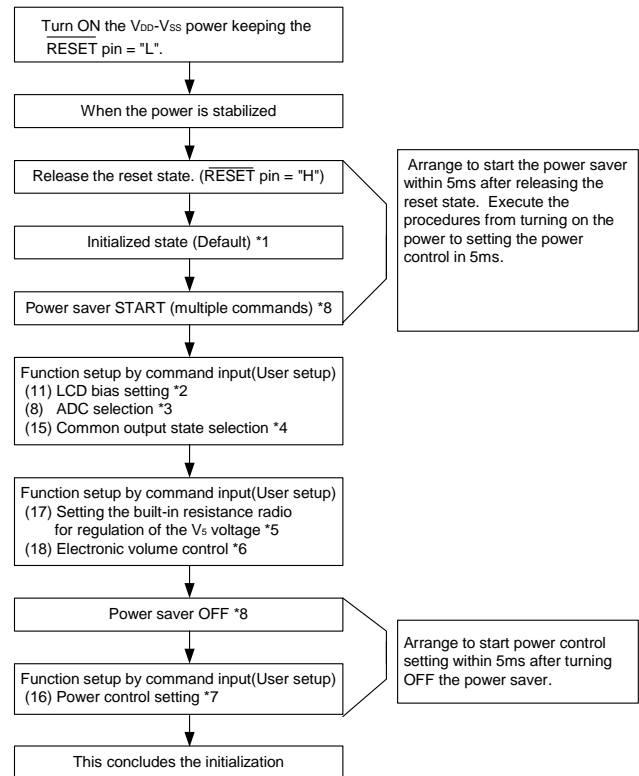 Turn ON the VDD-VSS power keeping the
RESET pin = "L".
When the power is stabilized
Release the reset state. (RESET pin = "H")
Initialized state (Default) *1
Power saver START (multiple commands) *8
Arrange to start the power saver
within 5ms after releasing the
reset state. Execute the
procedures from turning on the
power to setting the power
control in 5ms.
Function setup by command input(User setup)
(11) LCD bias setting *2
(8) ADC selection *3
(15) Common output state selection *4
Function setup by command input(User setup)
(17) Setting the built-in resistance radio
for regulation of the V5 voltage *5
(18) Electronic volume control *6
Power saver OFF *8
Function setup by command input(User setup)
(16) Power control setting *7
Arrange to start power control
setting within 5ms after turning
OFF the power saver.
This concludes the initialization